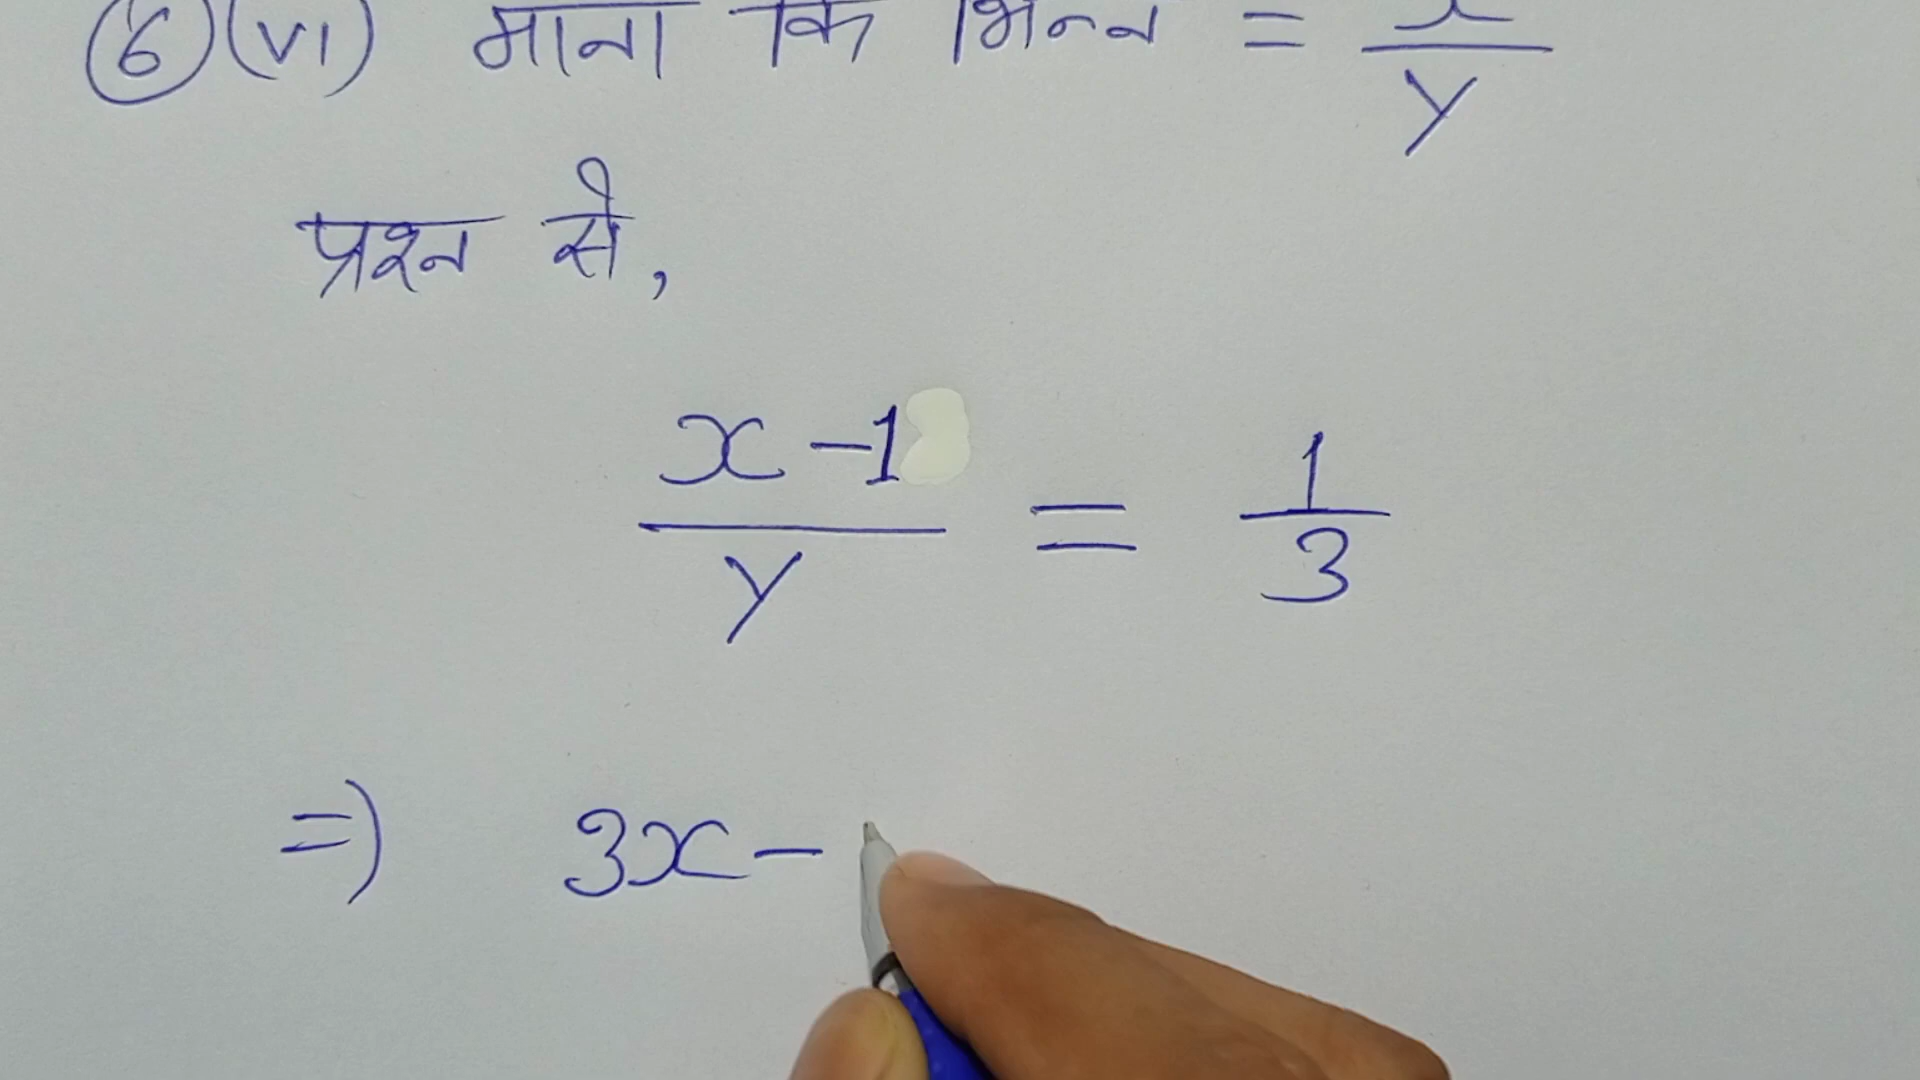 6 (vi) माना कि भिन्न = x/y
प्रश्न से,
x - 1 / y = 1/3
=) 3x -